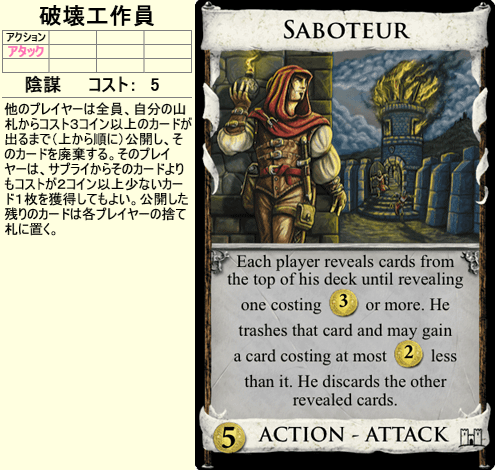 破壊工作員
アクション
アタック
陰謀 コスト: 5
他のプレイヤーは全員、自分の山
札からコスト3コイン以上のカードが
出るまで(上から順に)公開し、そ
のカードを廃棄する。そのプレイ
ヤーは、サプライからそのカードより
もコストが2コイン以上少ないカー
ド1枚を獲得してもよい。公開した
残りのカードは各プレイヤーの捨て
札に置く。
SABOTEUR
Each player reveals cards from
the top of his deck until revealing
one costing 3 or more. He
trashes that card and may gain
a card costing at most 2 less
than it. He discards the other
revealed cards.
5 ACTION - ATTACK